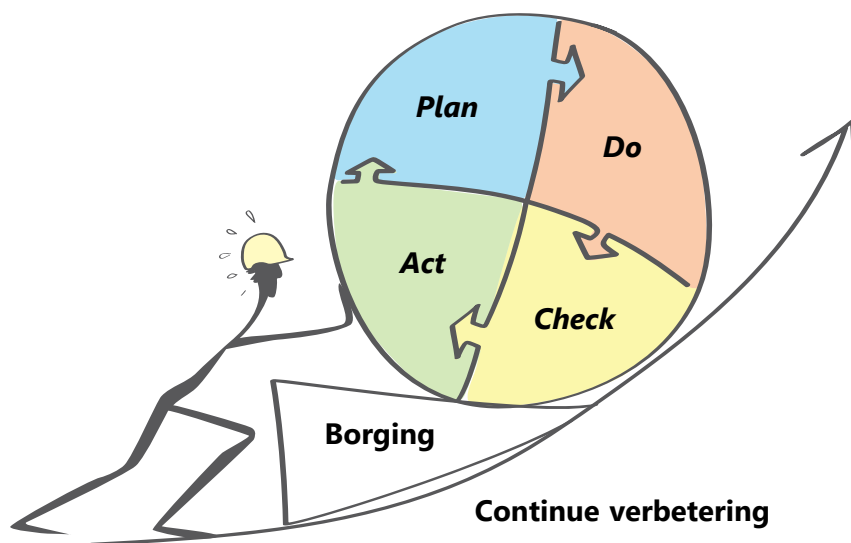 Plan
Do
Act
Check
Borging
Continue verbetering